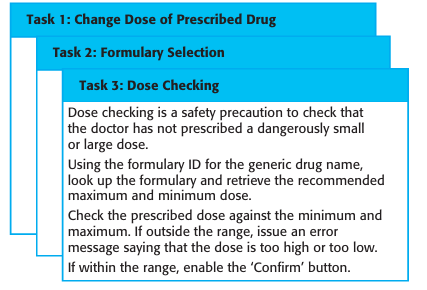 Task 1: Change Dose of Prescribed Drug
Task 2: Formulary Selection
Task 3: Dose Checking
Dose checking is a safety precaution to check that
the doctor has not prescribed a dangerously small
or large dose.
Using the formulary ID for the generic drug name,
look up the formulary and retrieve the recommended
maximum and minimum dose.
Check the prescribed dose against the minimum and
maximum. If outside the range, issue an error
message saying that the dose is too high or too low.
If within the range, enable the ‘Confirm’ button.